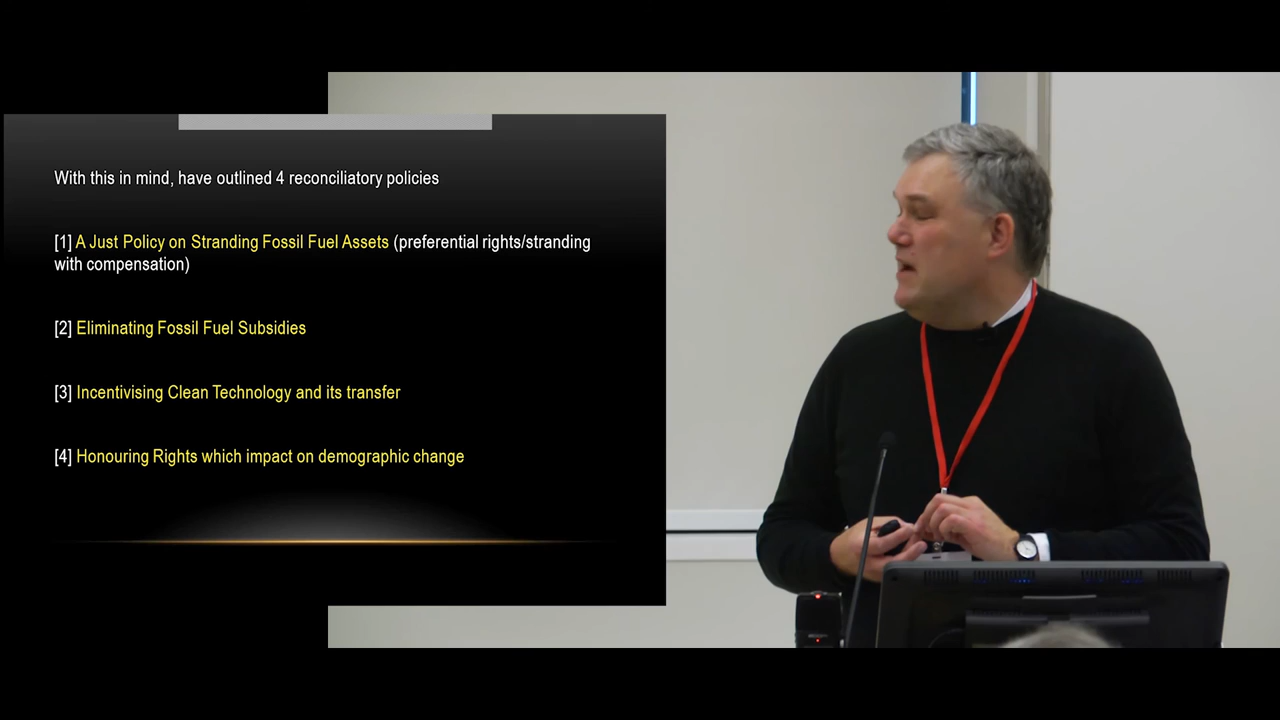 With this in mind, have outlined 4 reconciliatory policies
[1] A Just Policy on Stranding Fossil Fuel Assets (preferential rights/stranding
with compensation)
[2] Eliminating Fossil Fuel Subsidies
[3] Incentivising Clean Technology and its transfer
[4] Honouring Rights which impact on demographic change